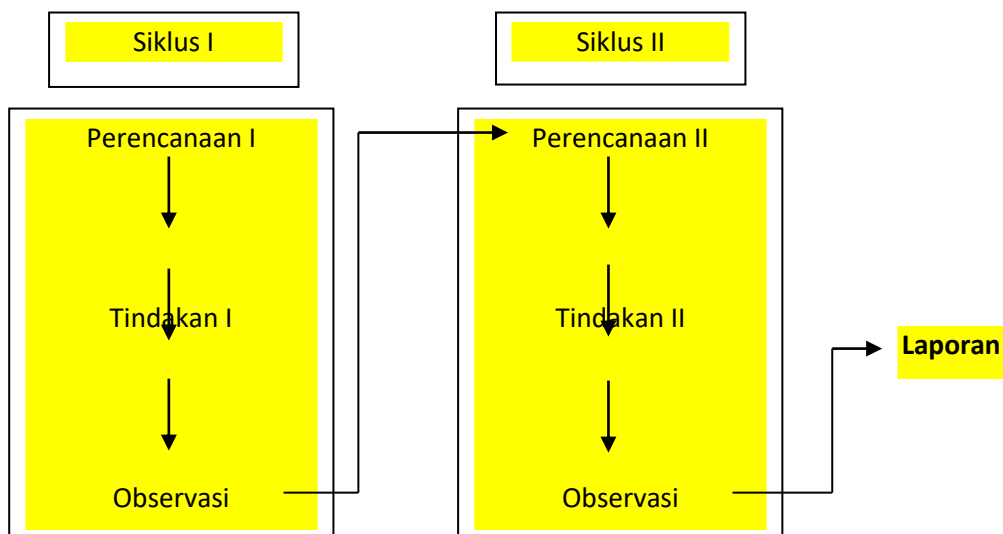 Siklus I
Siklus II
Perencanaan I
Perencanaan II
Tindakan I
Tindakan II
Laporan
Observasi
Observasi